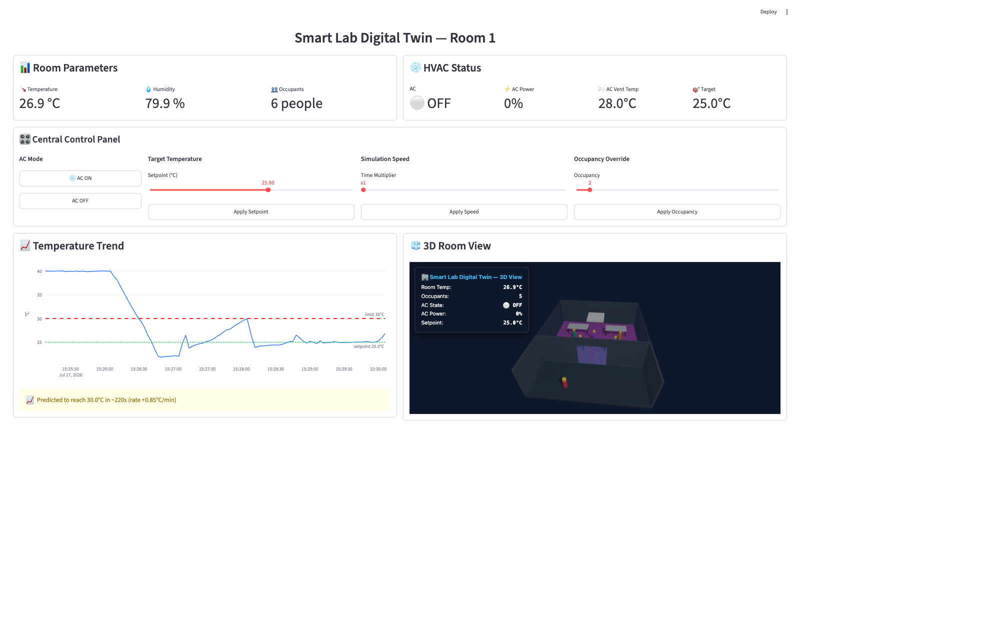 Deploy
Smart Lab Digital Twin — Room 1
Room Parameters
Temperature
26.9 °C
Humidity
79.9 %
Occupants
6 people
HVAC Status
AC
OFF
AC Power
0%
AC Vent Temp
28.0°C
Target
25.0°C
Central Control Panel
AC Mode
AC ON
AC OFF
Target Temperature
Setpoint (°C)
25.00
Apply Setpoint
Simulation Speed
Time Multiplier
x1
Apply Speed
Occupancy Override
Occupancy
2
Apply Occupancy
Temperature Trend
°C
40
35
30
25
limit 30°C
setpoint 25.0°C
15:25:30 15:26:00 15:26:30 15:27:00 15:27:30 15:28:00 15:28:30 15:29:00 15:29:30 15:30:00
Jul 17, 2026
Predicted to reach 30.0°C in ~220s (rate +0.85°C/min)
3D Room View
Smart Lab Digital Twin — 3D View
Room Temp: 26.9°C
Occupants: 5
AC State: OFF
AC Power: 0%
Setpoint: 25.0°C